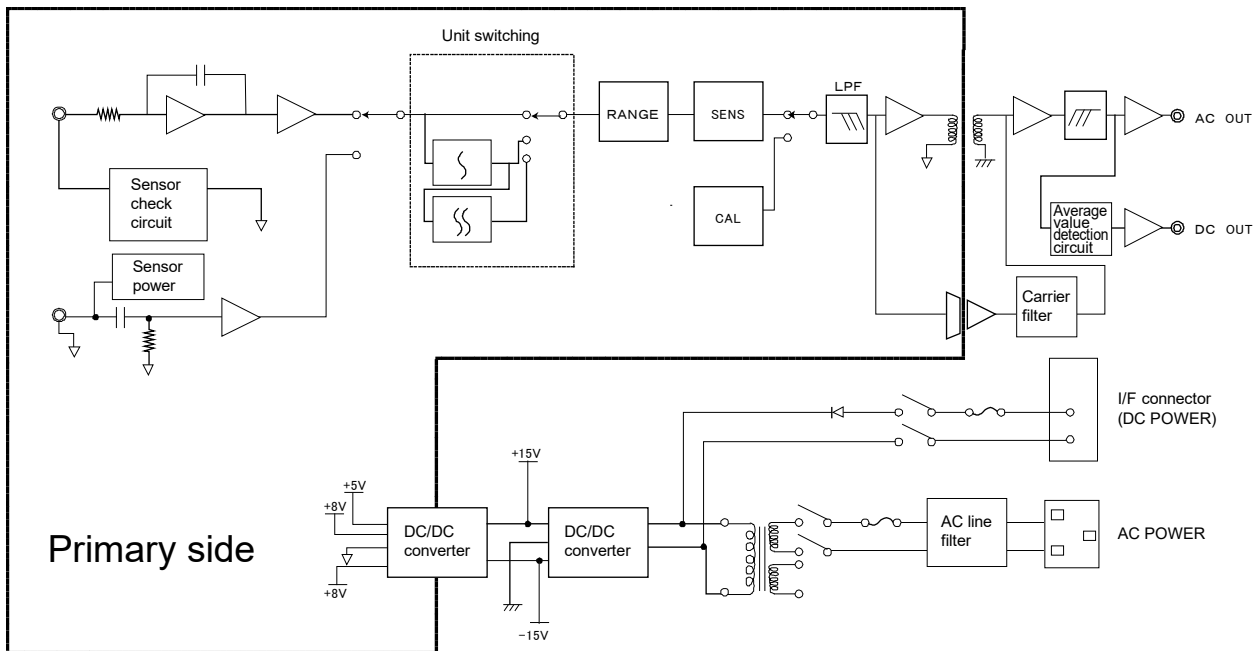 Unit switching
LPF
RANGE
SENS
AC OUT
Sensor
check
circuit
CAL
Average
value
detection
circuit
DC OUT
Sensor
power
Carrier
filter
I/F connector
(DC POWER)
+15V
+5V
+8V
DC/DC
converter
DC/DC
converter
AC line
filter
AC POWER
Primary side
+8V
-15V